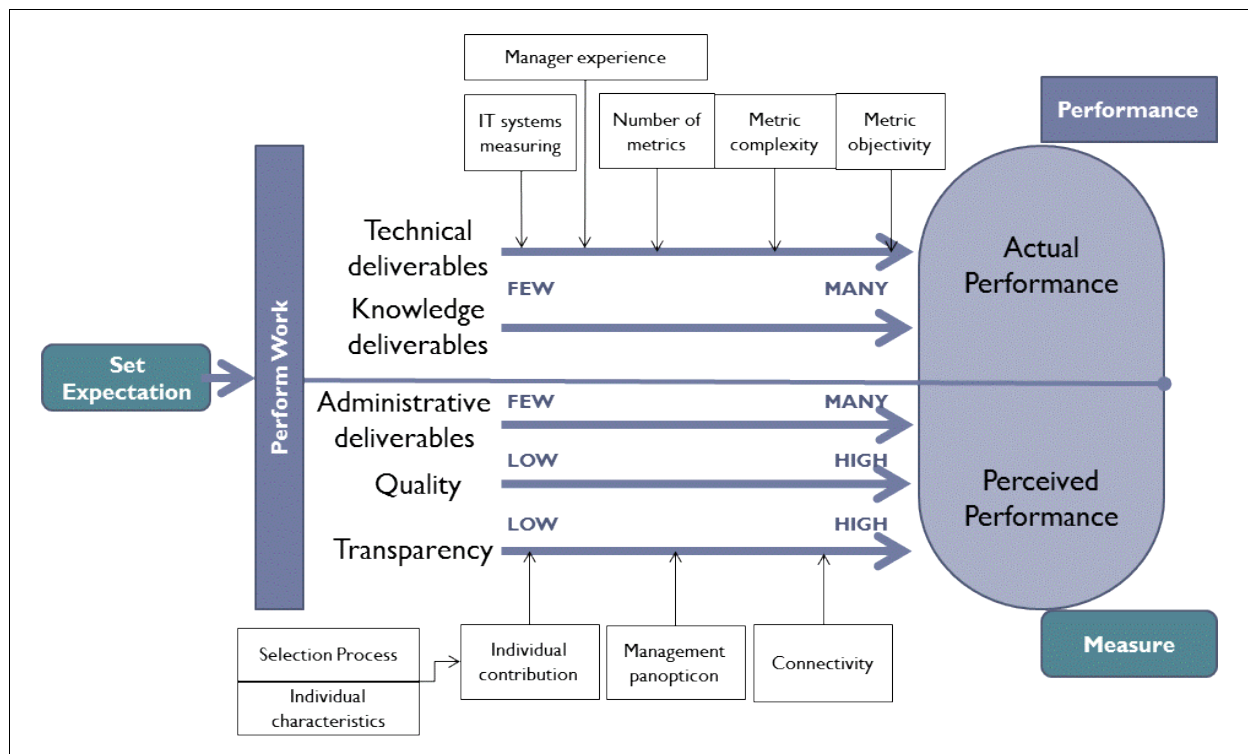 Manager experience
IT systems
measuring
Number of
metrics
Metric
complexity
Metric
objectivity
Performance
Technical
deliverables
FEW
MANY
Knowledge
deliverables
Actual
Performance
Set
Expectation
Perform Work
Administrative
deliverables
FEW
MANY
LOW
HIGH
Quality
LOW
HIGH
Transparency
Perceived
Performance
Selection Process
Individual
characteristics
Individual
contribution
Management
panopticon
Connectivity
Measure